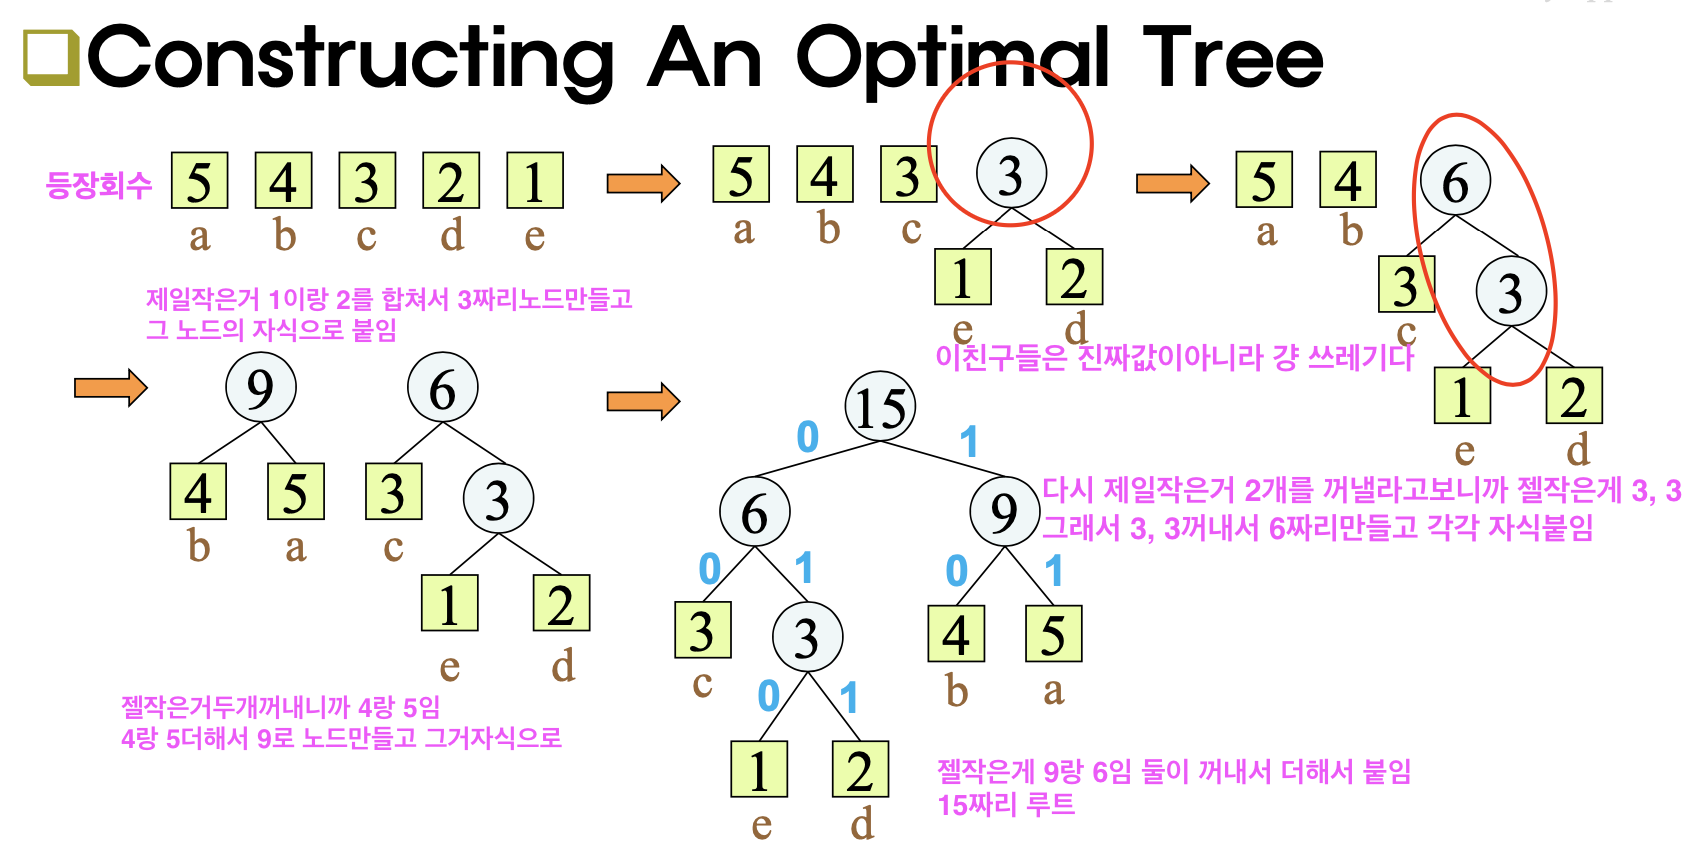 Constructing An Optimal Tree
등장회수 5 4 3 2 1
a b c d e
5 4 3 3
a b c
1 2
e d
5 4 6
a b
3 3
c
1 2
e d
제일작은거 1이랑 2를 합쳐서 3짜리노드만들고
그 노드의 자식으로 붙임
이친구들은 진짜값이아니라 걍 쓰레기다
9 6
4 5 3 3
b a c
1 2
e d
젤작은거두개꺼내니까 4랑 5임
4랑 5더해서 9로 노드만들고 그거자식으로
15
0 1
6 9
0 1 0 1
3 3 4 5
c b a
0 1
1 2
e d
다시 제일작은거 2개를 꺼낼라고보니까 젤작은게 3, 3
그래서 3, 3꺼내서 6짜리만들고 각각 자식붙임
젤작은게 9랑 6임 둘이 꺼내서 더해서 붙임
15짜리 루트